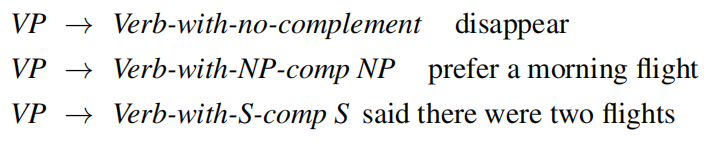 VP → Verb-with-no-complement disappear
VP → Verb-with-NP-comp NP prefer a morning flight
VP → Verb-with-S-comp S said there were two flights